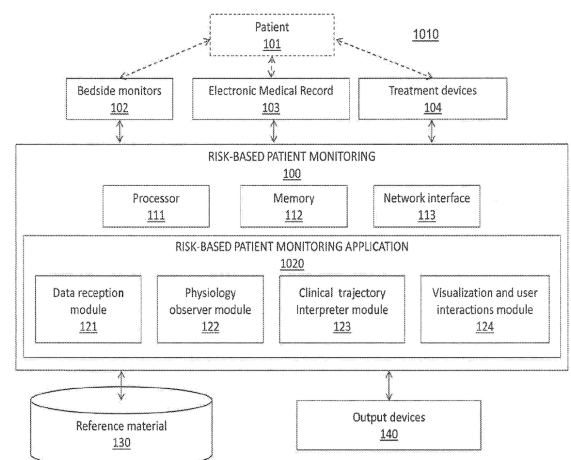 Patient
101
1010
Bedside monitors
102
Electronic Medical Record
103
Treatment devices
104
RISK-BASED PATIENT MONITORING
100
Processor
111
Memory
112
Network interface
113
RISK-BASED PATIENT MONITORING APPLICATION
1020
Data reception
module
121
Physiology
observer module
122
Clinical trajectory
Interpreter module
123
Visualization and user
interactions module
124
Reference material
130
Output devices
140